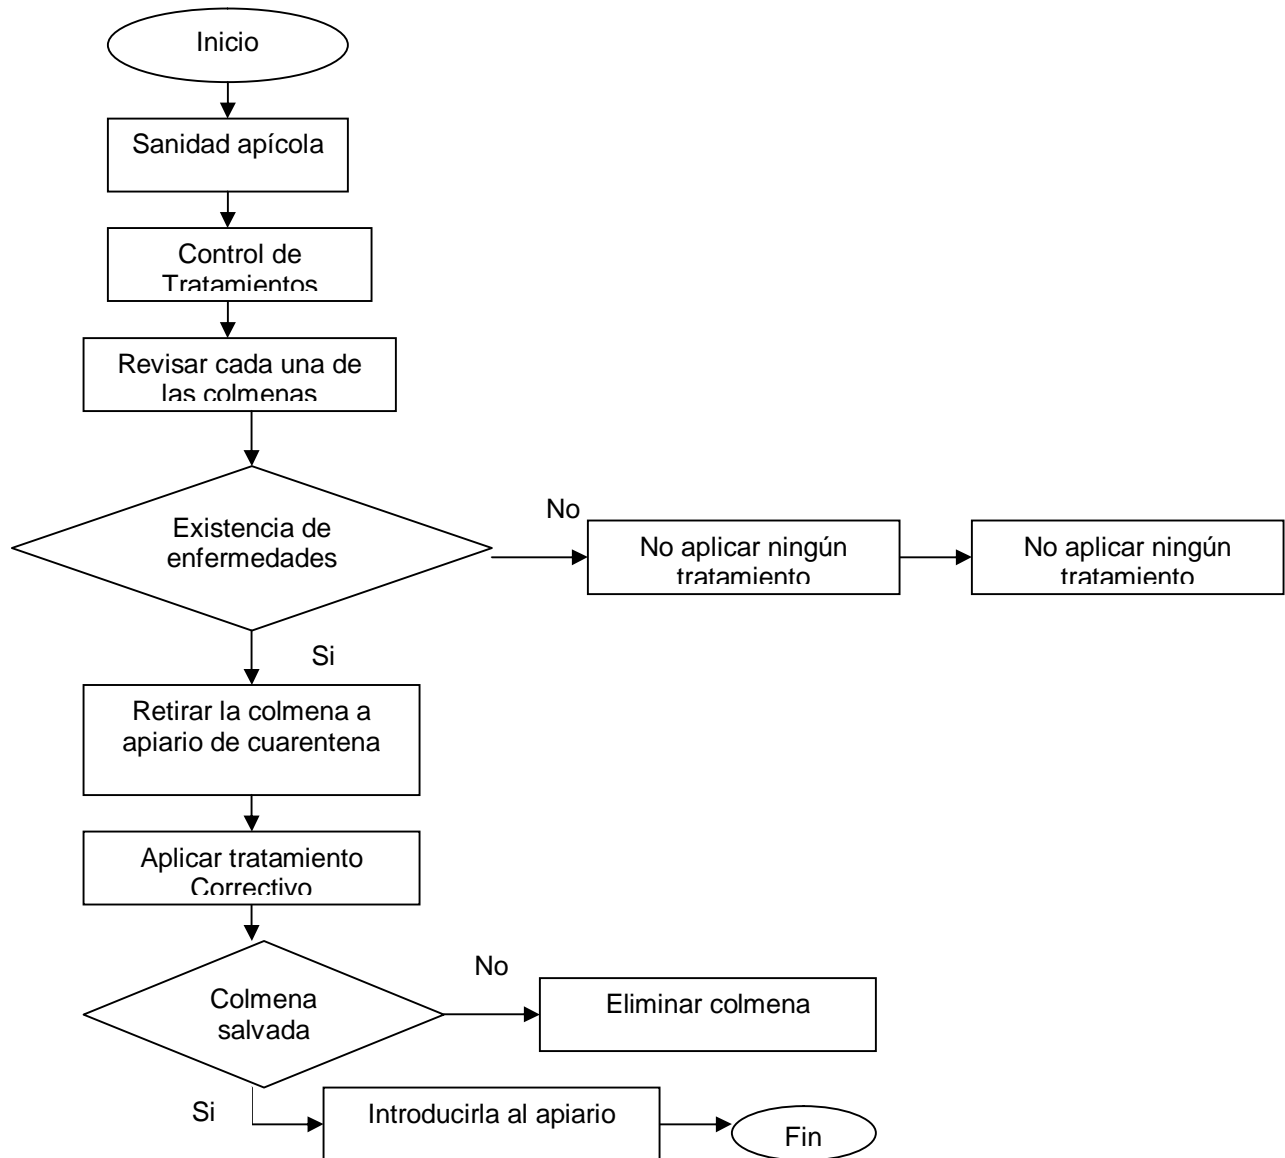 Inicio
Sanidad apícola
Control de
Tratamientos
Revisar cada una de
las colmenas
Existencia de
enfermedades
No
No aplicar ningún
tratamiento
No aplicar ningún
tratamiento
Si
Retirar la colmena a
apiario de cuarentena
Aplicar tratamiento
Correctivo
Colmena
salvada
No
Eliminar colmena
Si
Introducirla al apiario
Fin